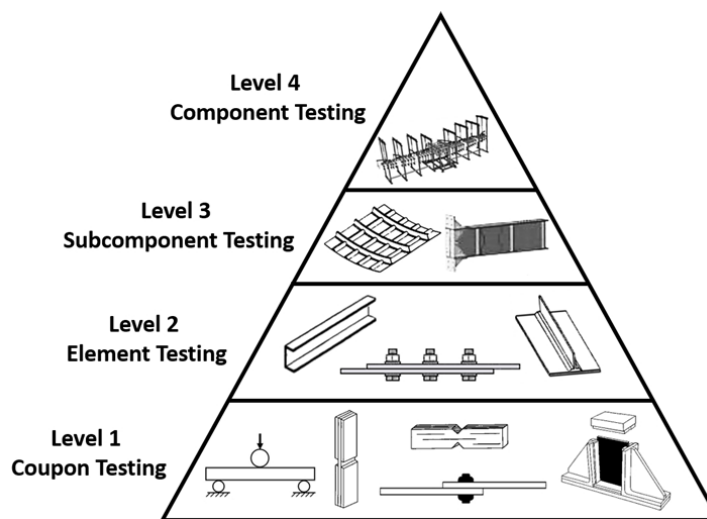 Level 4
Component Testing
Level 3
Subcomponent Testing
Level 2
Element Testing
Level 1
Coupon Testing